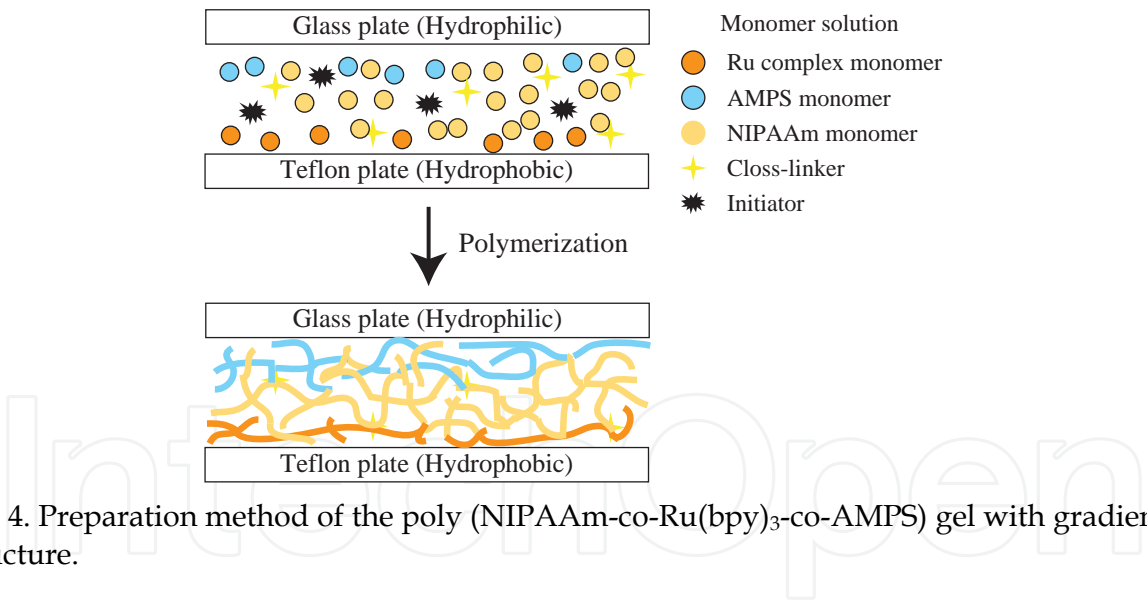 Glass plate (Hydrophilic)
Monomer solution
Ru complex monomer
AMPS monomer
NIPAAm monomer
Closs-linker
Initiator
Teflon plate (Hydrophobic)
Polymerization
Glass plate (Hydrophilic)
Teflon plate (Hydrophobic)
IntechOpen
4. Preparation method of the poly (NIPAAm-co-Ru(bpy)₃-co-AMPS) gel with gradien
ucture.